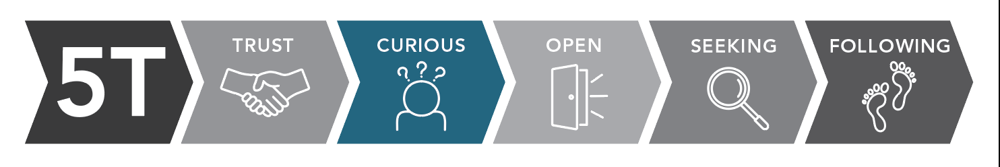 5T
TRUST
CURIOUS
OPEN
SEEKING
FOLLOWING